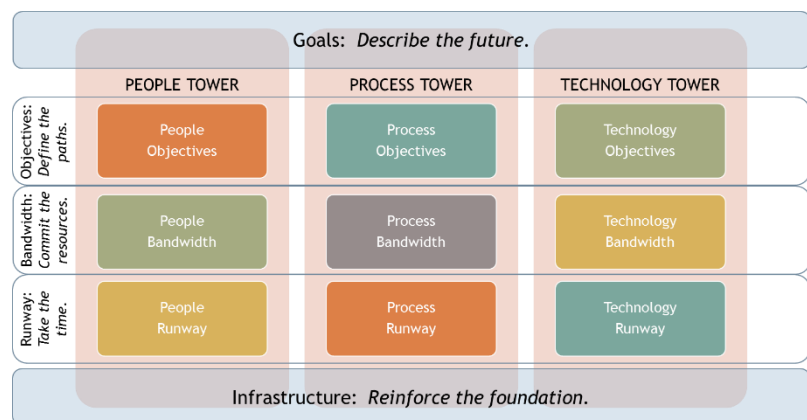 Goals: Describe the future.
PEOPLE TOWER
PROCESS TOWER
TECHNOLOGY TOWER
Objectives:
Define the
paths.
People
Objectives
Process
Objectives
Technology
Objectives
Bandwidth:
Commit the
resources.
People
Bandwidth
Process
Bandwidth
Technology
Bandwidth
Runway:
Take the
time.
People
Runway
Process
Runway
Technology
Runway
Infrastructure: Reinforce the foundation.